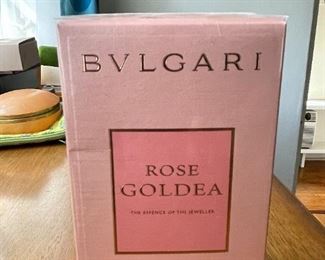 BVLGARI
ROSE
GOLDEA
THE ESSENCE OF THE JEWELLER